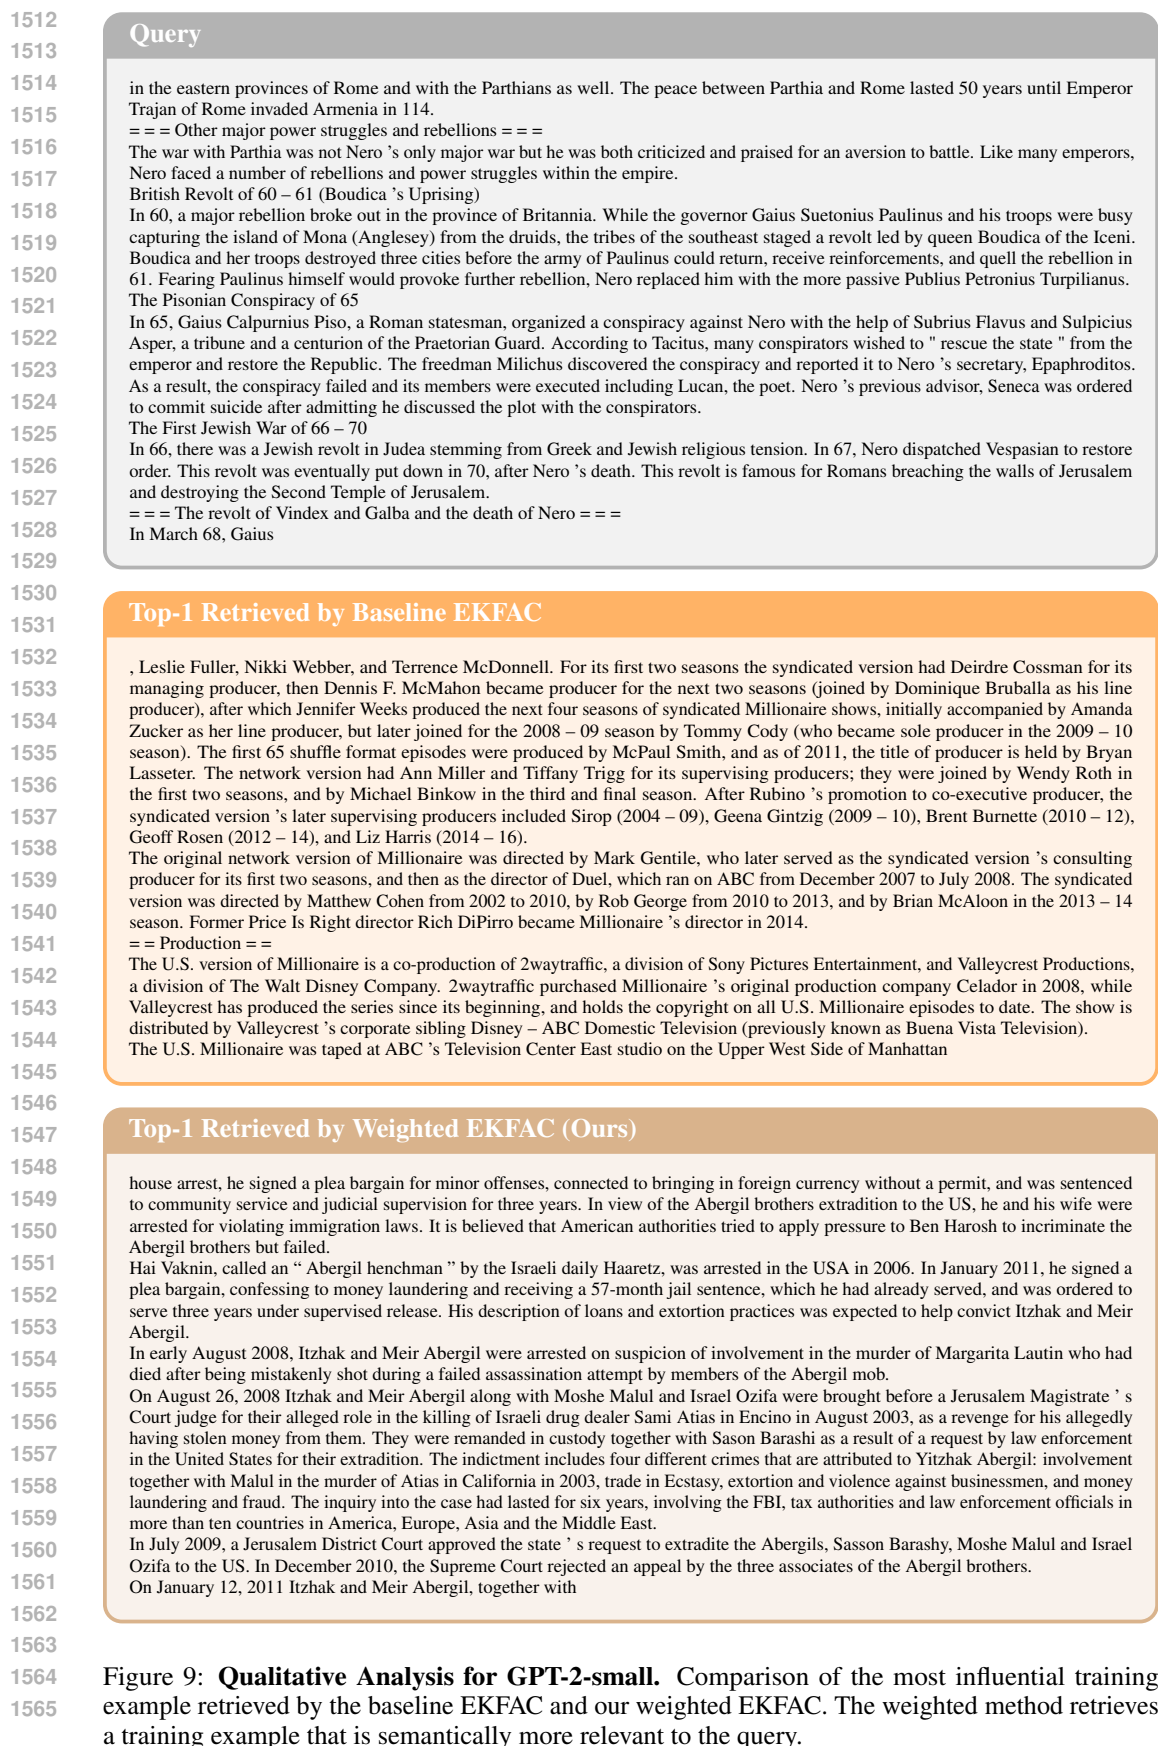 1512
1513
1514
1515
1516
1517
1518
1519
1520
1521
1522
1523
1524
1525
1526
1527
1528
1529
1530
1531
1532
1533
1534
1535
1536
1537
1538
1539
1540
1541
1542
1543
1544
1545
1546
1547
1548
1549
1550
1551
1552
1553
1554
1555
1556
1557
1558
1559
1560
1561
1562
1563
1564
1565
Query
in the eastern provinces of Rome and with the Parthians as well. The peace between Parthia and Rome lasted 50 years until Emperor
Trajan of Rome invaded Armenia in 114.
= = = Other major power struggles and rebellions = = =
The war with Parthia was not Nero 's only major war but he was both criticized and praised for an aversion to battle. Like many emperors,
Nero faced a number of rebellions and power struggles within the empire.
British Revolt of 60 – 61 (Boudica 's Uprising)
In 60, a major rebellion broke out in the province of Britannia. While the governor Gaius Suetonius Paulinus and his troops were busy
capturing the island of Mona (Anglesey) from the druids, the tribes of the southeast staged a revolt led by queen Boudica of the Iceni.
Boudica and her troops destroyed three cities before the army of Paulinus could return, receive reinforcements, and quell the rebellion in
61. Fearing Paulinus himself would provoke further rebellion, Nero replaced him with the more passive Publius Petronius Turpilianus.
The Pisonian Conspiracy of 65
In 65, Gaius Calpurnius Piso, a Roman statesman, organized a conspiracy against Nero with the help of Subrius Flavus and Sulpicius
Asper, a tribune and a centurion of the Praetorian Guard. According to Tacitus, many conspirators wished to " rescue the state " from the
emperor and restore the Republic. The freedman Milichus discovered the conspiracy and reported it to Nero 's secretary, Epaphroditos.
As a result, the conspiracy failed and its members were executed including Lucan, the poet. Nero 's previous advisor, Seneca was ordered
to commit suicide after admitting he discussed the plot with the conspirators.
The First Jewish War of 66 – 70
In 66, there was a Jewish revolt in Judea stemming from Greek and Jewish religious tension. In 67, Nero dispatched Vespasian to restore
order. This revolt was eventually put down in 70, after Nero 's death. This revolt is famous for Romans breaching the walls of Jerusalem
and destroying the Second Temple of Jerusalem.
= = = The revolt of Vindex and Galba and the death of Nero = = =
In March 68, Gaius
Top-1 Retrieved by Baseline EKFAC
, Leslie Fuller, Nikki Webber, and Terrence McDonnell. For its first two seasons the syndicated version had Deirdre Cossman for its
managing producer, then Dennis F. McMahon became producer for the next two seasons (joined by Dominique Bruballa as his line
producer), after which Jennifer Weeks produced the next four seasons of syndicated Millionaire shows, initially accompanied by Amanda
Zucker as her line producer, but later joined for the 2008 – 09 season by Tommy Cody (who became sole producer in the 2009 – 10
season). The first 65 shuffle format episodes were produced by McPaul Smith, and as of 2011, the title of producer is held by Bryan
Lasseter. The network version had Ann Miller and Tiffany Trigg for its supervising producers; they were joined by Wendy Roth in
the first two seasons, and by Michael Binkow in the third and final season. After Rubino 's promotion to co-executive producer, the
syndicated version 's later supervising producers included Sirop (2004 – 09), Geena Gintzig (2009 – 10), Brent Burnette (2010 – 12),
Geoff Rosen (2012 – 14), and Liz Harris (2014 – 16).
The original network version of Millionaire was directed by Mark Gentile, who later served as the syndicated version 's consulting
producer for its first two seasons, and then as the director of Duel, which ran on ABC from December 2007 to July 2008. The syndicated
version was directed by Matthew Cohen from 2002 to 2010, by Rob George from 2010 to 2013, and by Brian McAloon in the 2013 – 14
season. Former Price Is Right director Rich DiPirro became Millionaire 's director in 2014.
= = Production = =
The U.S. version of Millionaire is a co-production of 2waytraffic, a division of Sony Pictures Entertainment, and Valleycrest Productions,
a division of The Walt Disney Company. 2waytraffic purchased Millionaire 's original production company Celador in 2008, while
Valleycrest has produced the series since its beginning, and holds the copyright on all U.S. Millionaire episodes to date. The show is
distributed by Valleycrest 's corporate sibling Disney – ABC Domestic Television (previously known as Buena Vista Television).
The U.S. Millionaire was taped at ABC 's Television Center East studio on the Upper West Side of Manhattan
Top-1 Retrieved by Weighted EKFAC (Ours)
house arrest, he signed a plea bargain for minor offenses, connected to bringing in foreign currency without a permit, and was sentenced
to community service and judicial supervision for three years. In view of the Abergil brothers extradition to the US, he and his wife were
arrested for violating immigration laws. It is believed that American authorities tried to apply pressure to Ben Harosh to incriminate the
Abergil brothers but failed.
Hai Vaknin, called an “ Abergil henchman ” by the Israeli daily Haaretz, was arrested in the USA in 2006. In January 2011, he signed a
plea bargain, confessing to money laundering and receiving a 57-month jail sentence, which he had already served, and was ordered to
serve three years under supervised release. His description of loans and extortion practices was expected to help convict Itzhak and Meir
Abergil.
In early August 2008, Itzhak and Meir Abergil were arrested on suspicion of involvement in the murder of Margarita Lautin who had
died after being mistakenly shot during a failed assassination attempt by members of the Abergil mob.
On August 26, 2008 Itzhak and Meir Abergil along with Moshe Malul and Israel Ozifa were brought before a Jerusalem Magistrate ’ s
Court judge for their alleged role in the killing of Israeli drug dealer Sami Atias in Encino in August 2003, as a revenge for his allegedly
having stolen money from them. They were remanded in custody together with Sason Barashi as a result of a request by law enforcement
in the United States for their extradition. The indictment includes four different crimes that are attributed to Yitzhak Abergil: involvement
together with Malul in the murder of Atias in California in 2003, trade in Ecstasy, extortion and violence against businessmen, and money
laundering and fraud. The inquiry into the case had lasted for six years, involving the FBI, tax authorities and law enforcement officials in
more than ten countries in America, Europe, Asia and the Middle East.
In July 2009, a Jerusalem District Court approved the state ’ s request to extradite the Abergils, Sasson Barashy, Moshe Malul and Israel
Ozifa to the US. In December 2010, the Supreme Court rejected an appeal by the three associates of the Abergil brothers.
On January 12, 2011 Itzhak and Meir Abergil, together with
Figure 9: Qualitative Analysis for GPT-2-small. Comparison of the most influential training
example retrieved by the baseline EKFAC and our weighted EKFAC. The weighted method retrieves
a training example that is semantically more relevant to the query.